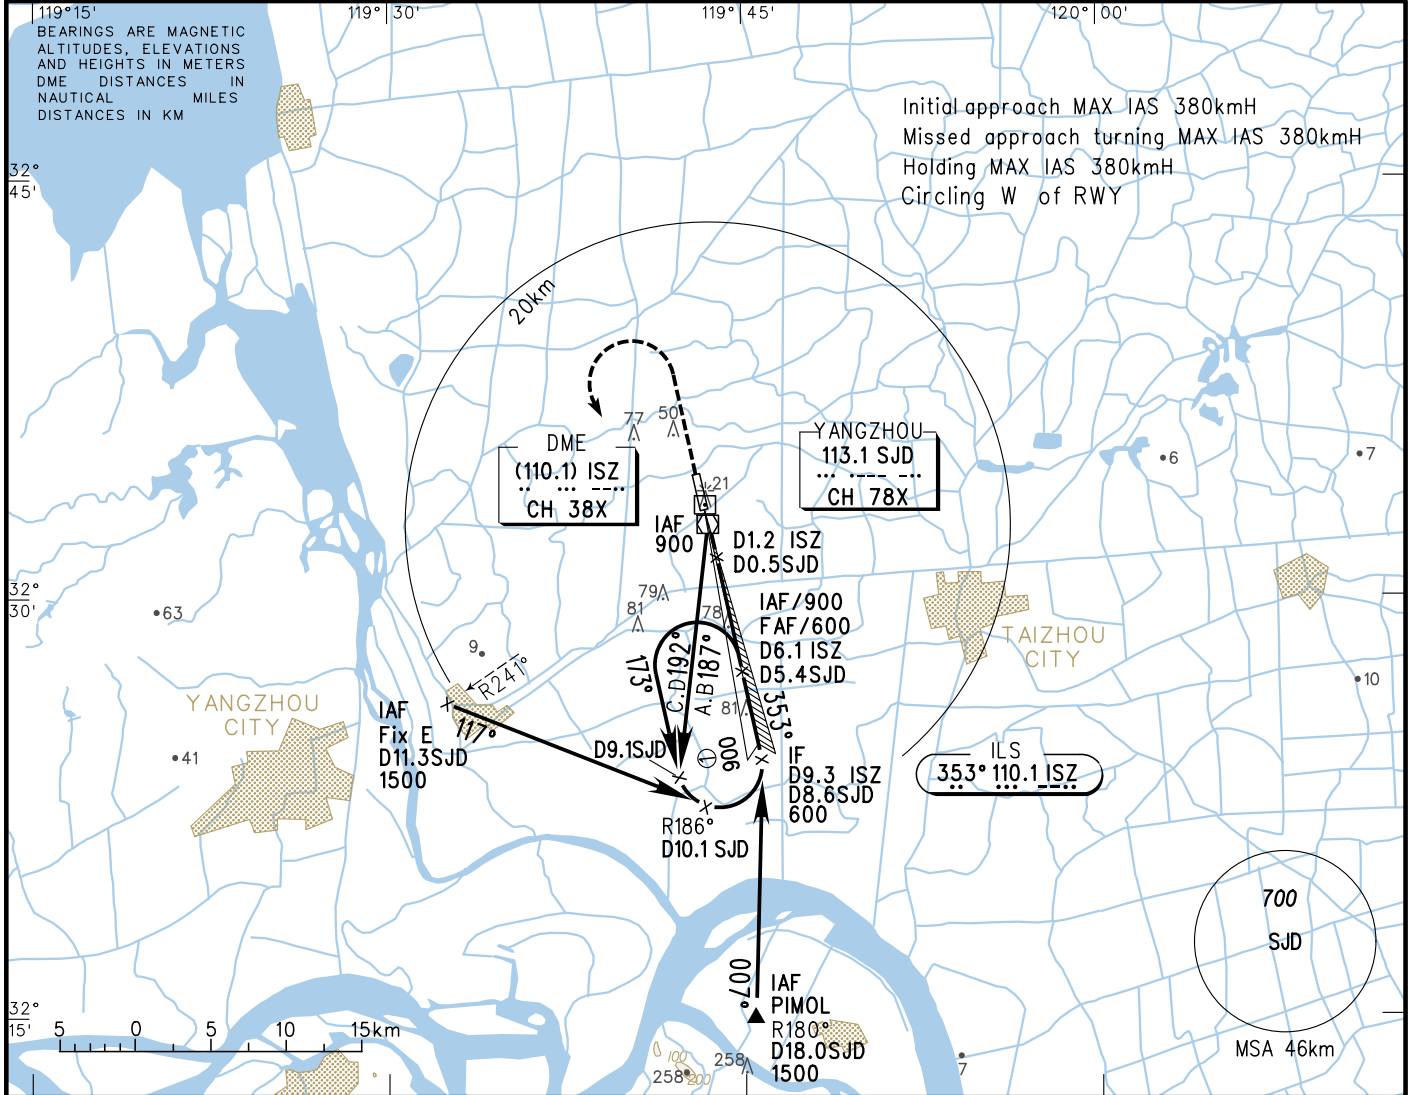 119°15'
119°30'
119°45'
120°00'
BEARINGS ARE MAGNETIC
ALTITUDES, ELEVATIONS
AND HEIGHTS IN METERS
DME DISTANCES IN
NAUTICAL MILES
DISTANCES IN KM
Initial approach MAX IAS 380kmH
Missed approach turning MAX IAS 380kmH
Holding MAX IAS 380kmH
Circling W of RWY
32°
45'
20km
77
50
DME
(110.1) ISZ
CH 38X
YANGZHOU
113.1 SJD
CH 78X
6
7
21
IAF
900
D1.2 ISZ
D0.5SJD
32°
30'
63
79
81
78
IAF/900
FAF/600
D6.1 ISZ
D5.4SJD
TAIZHOU
CITY
9
R241°
173°
C.D192°
A.B187°
353°
10
YANGZHOU
CITY
IAF
Fix E
D11.3SJD
1500
117°
81
41
D9.1SJD
1
900
IF
D9.3 ISZ
D8.6SJD
600
ILS
353° 110.1 ISZ
R186°
D10.1 SJD
700
SJD
MSA 46km
007°
IAF
PIMOL
R180°
D18.0SJD
1500
32°
15'
5 0 5 10 15km
100
200
258
258
7